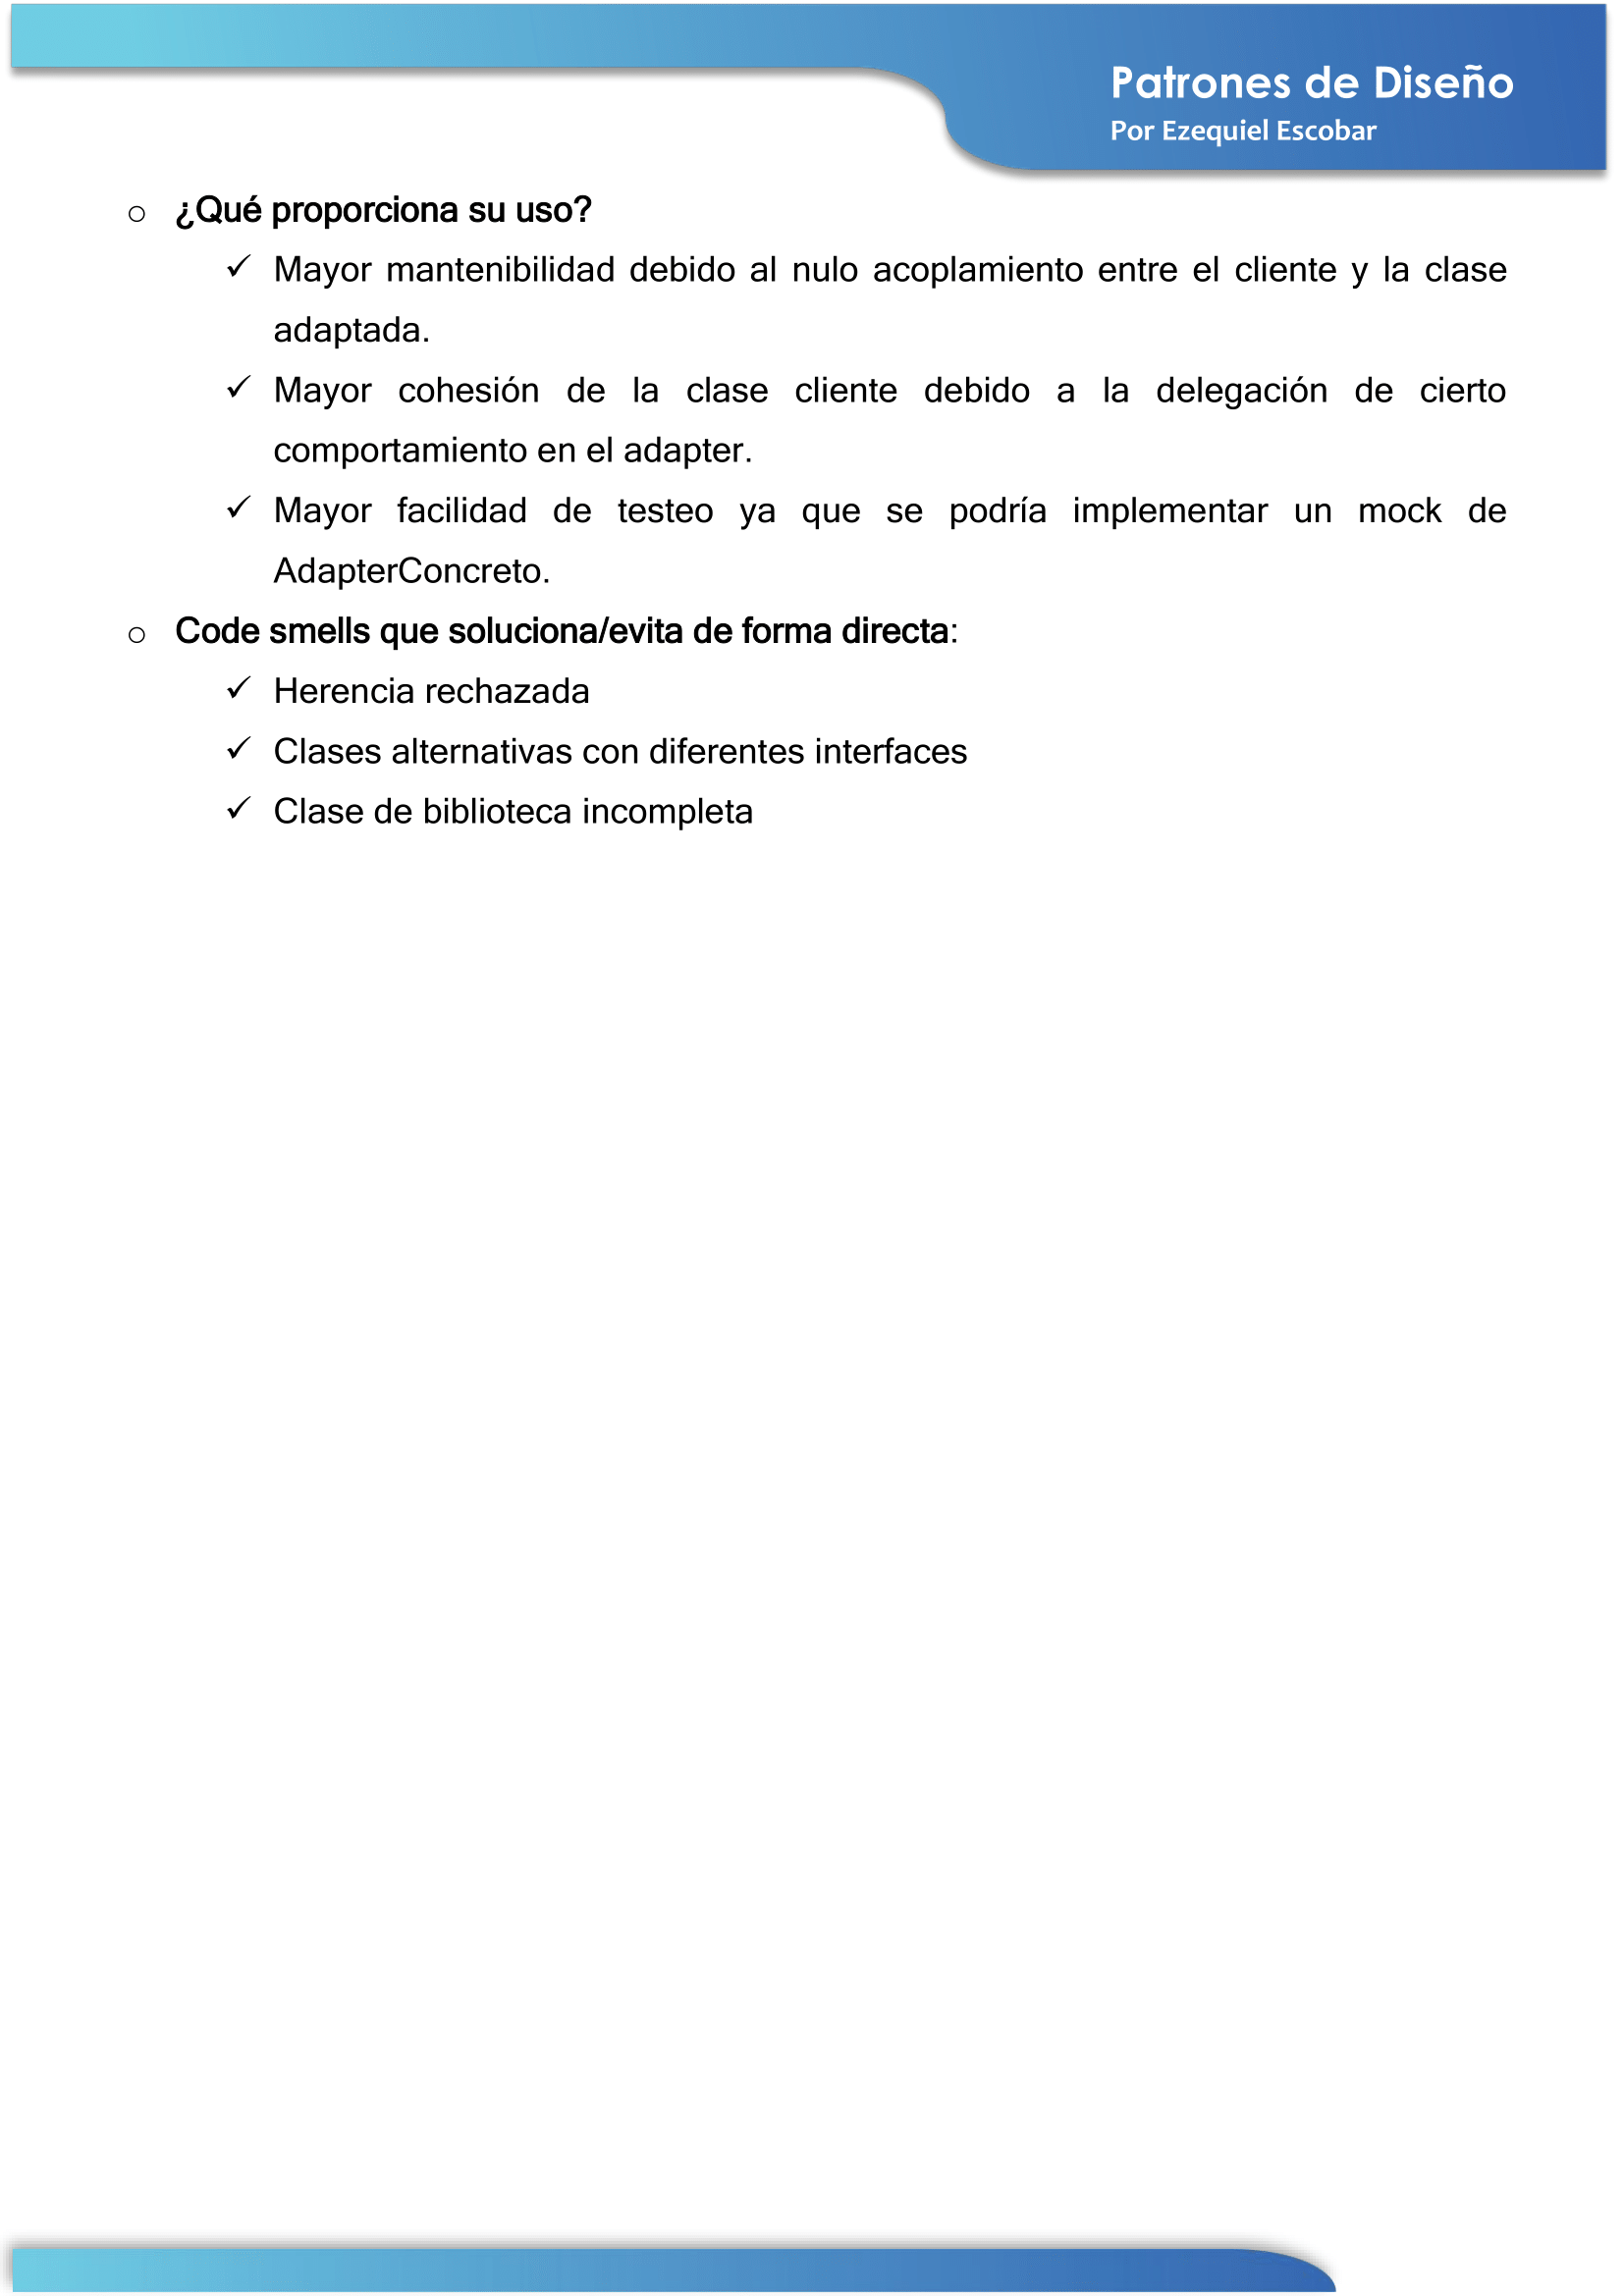 Patrones de Diseño
Por Ezequiel Escobar
o ¿Qué proporciona su uso?
✓ Mayor mantenibilidad debido al nulo acoplamiento entre el cliente y la clase
adaptada.
✓ Mayor cohesión de la clase cliente debido a la delegación de cierto
comportamiento en el adapter.
✓ Mayor facilidad de testeo ya que se podría implementar un mock de
AdapterConcreto.
o Code smells que soluciona/evita de forma directa:
✓ Herencia rechazada
✓ Clases alternativas con diferentes interfaces
✓ Clase de biblioteca incompleta